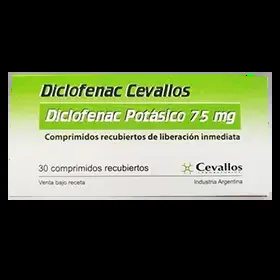 Diclofenac Cevallos
Diclofenac Potásico 75 mg
Comprimidos recubiertos de liberación inmediata
30 comprimidos recubiertos
Venta bajo receta
Cevallos
Industria Argentina